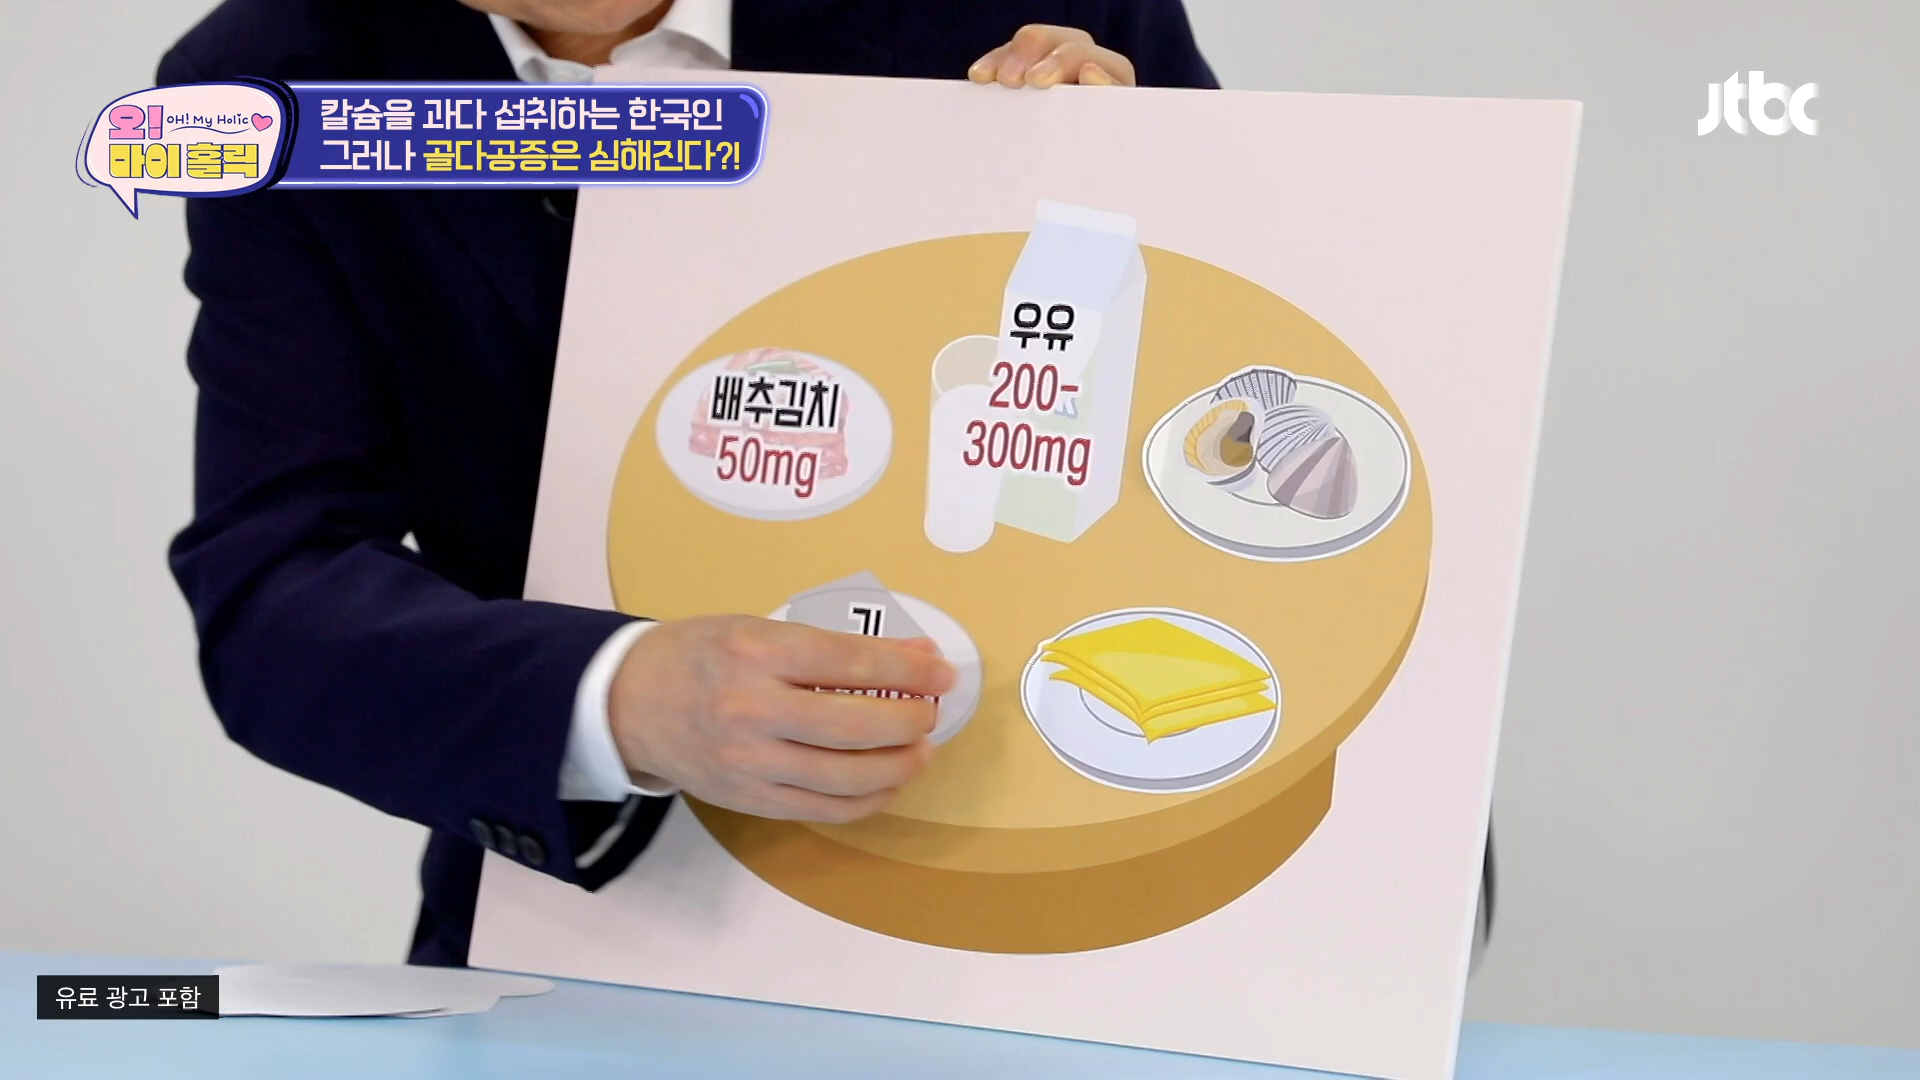 오! OH! My Holic
마이 홀릭
칼슘을 과다 섭취하는 한국인
그러나 골다공증은 심해진다?!
jtbc
우유
200-
300mg
배추김치
50mg
김
유료 광고 포함